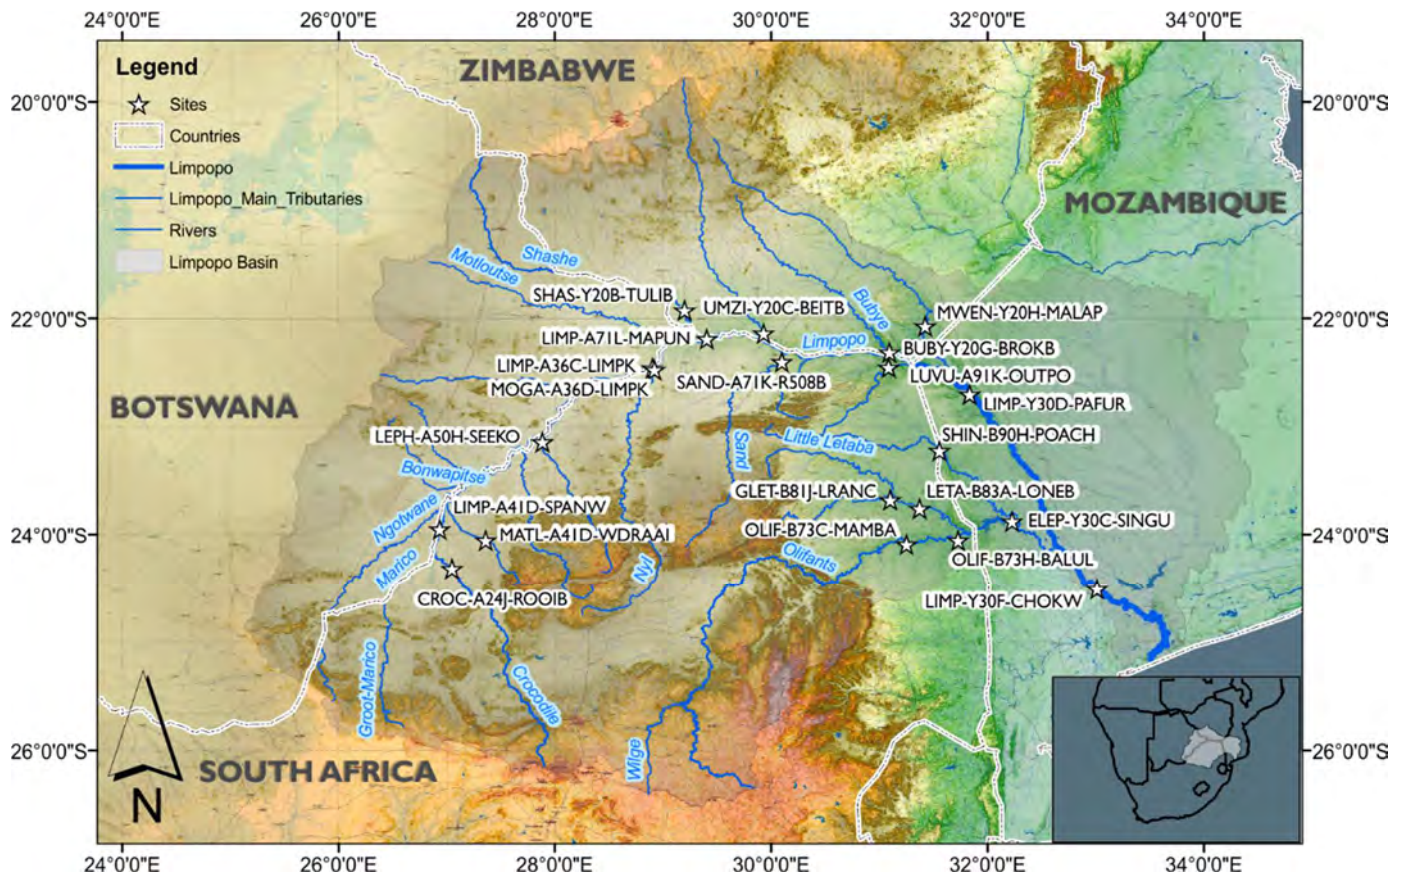 24°0'0"E 26°0'0"E 28°0'0"E 30°0'0"E 32°0'0"E 34°0'0"E
Legend
Sites
Countries
Limpopo
Limpopo_Main_Tributaries
Rivers
Limpopo Basin
ZIMBABWE
20°0'0"S 20°0'0"S
MOZAMBIQUE
Shashe
Motloutse
SHAS-Y20B-TULIB
UMZI-Y20C-BEITB
Bubye
MWEN-Y20H-MALAP
22°0'0"S 22°0'0"S
LIMP-A71L-MAPUN
Limpopo
BUBY-Y20G-BROKB
LIMP-A36C-LIMPK
MOGA-A36D-LIMPK
SAND-A71K-R508B
LUVU-A91K-OUTPO
BOTSWANA
LIMP-Y30D-PAFUR
LEPH-A50H-SEEKO
Sand
Little Letaba
SHIN-B90H-POACH
Bonwapitse
GLET-B81J-LRANC
LETA-B83A-LONEB
Ngotwane
LIMP-A41D-SPANW
ELEP-Y30C-SINGU
24°0'0"S 24°0'0"S
MATL-A41D-WDRAAI
OLIF-B73C-MAMBA
Marico
Nyl
Olifants
OLIF-B73H-BALUL
CROC-A24J-ROOIB
LIMP-Y30F-CHOKW
Groot-Marico
Crocodile
Wilge
26°0'0"S 26°0'0"S
SOUTH AFRICA
N
24°0'0"E 26°0'0"E 28°0'0"E 30°0'0"E 32°0'0"E 34°0'0"E